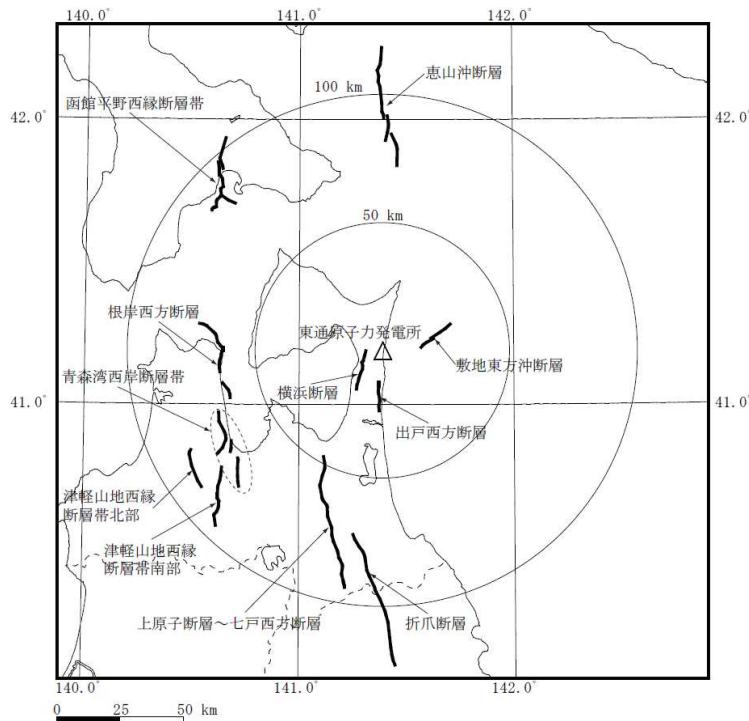 140.0°
141.0°
142.0°
恵山沖断層
100 km
函館平野西縁断層帯
42.0°
42.0°
50 km
根岸西方断層
東通原子力発電所
敷地東方沖断層
青森湾西岸断層帯
横浜断層
41.0°
41.0°
出戸西方断層
津軽山地西縁
断層帯北部
津軽山地西縁
断層帯南部
上原子断層～七戸西方断層
折爪断層
140.0°
141.0°
142.0°
0 25 50 km